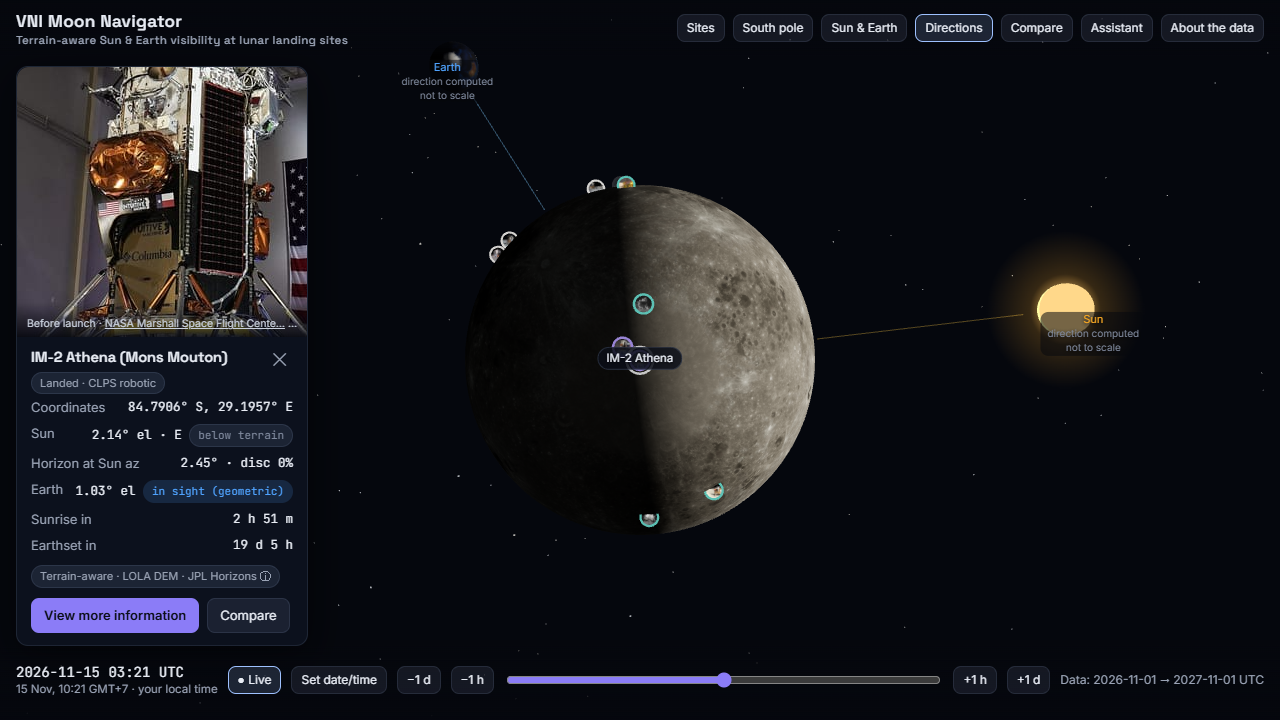 VNI Moon Navigator
Terrain-aware Sun & Earth visibility at lunar landing sites
Sites
South pole
Sun & Earth
Directions
Compare
Assistant
About the data
Earth
direction computed
not to scale
Columbia
Before launch · NASA Marshall Space Flight Cente... ...
IM-2 Athena (Mons Mouton)
Landed · CLPS robotic
Coordinates 84.7906° S, 29.1957° E
Sun 2.14° el · E below terrain
Horizon at Sun az 2.45° · disc 0%
Earth 1.03° el in sight (geometric)
Sunrise in 2 h 51 m
Earthset in 19 d 5 h
Terrain-aware · LOLA DEM · JPL Horizons ⓘ
View more information
Compare
IM-2 Athena
Sun
direction computed
not to scale
2026-11-15 03:21 UTC
15 Nov, 10:21 GMT+7 · your local time
● Live
Set date/time
−1 d
−1 h
+1 h
+1 d
Data: 2026-11-01 → 2027-11-01 UTC